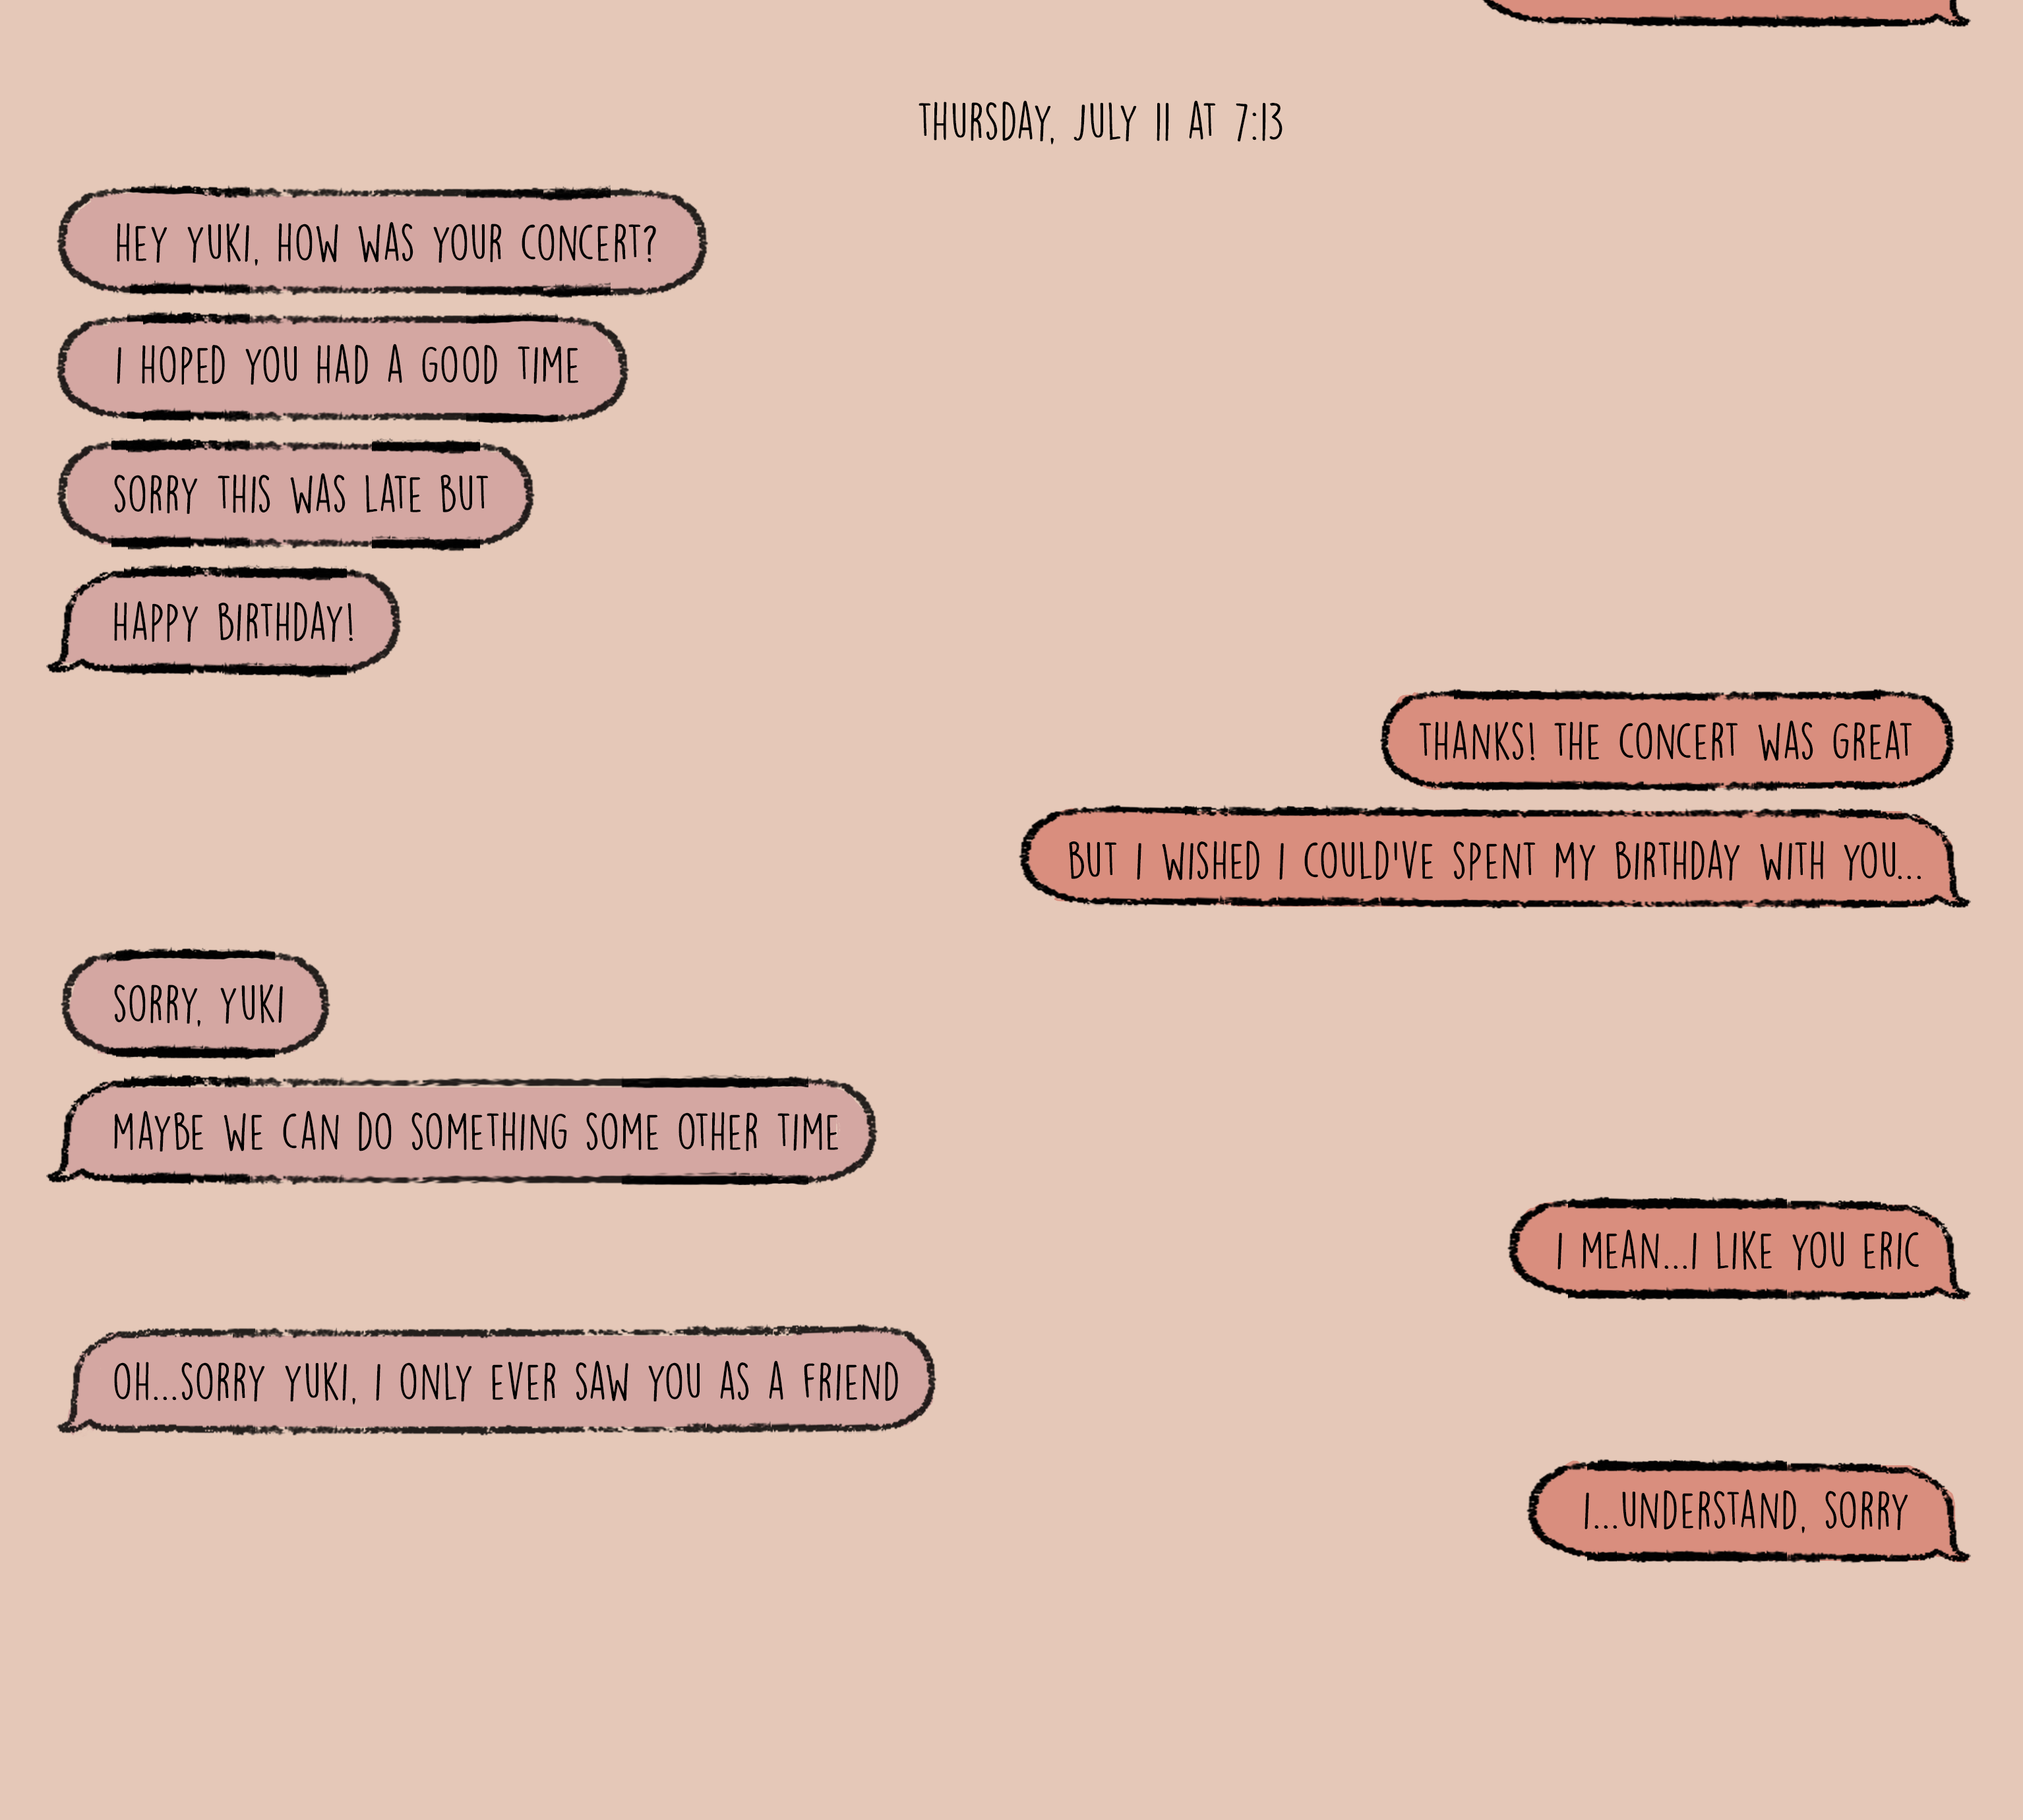 THURSDAY, JULY 11 AT 7:13
HEY YUKI, HOW WAS YOUR CONCERT?
I HOPED YOU HAD A GOOD TIME
SORRY THIS WAS LATE BUT
HAPPY BIRTHDAY!
THANKS! THE CONCERT WAS GREAT
BUT I WISHED I COULD'VE SPENT MY BIRTHDAY WITH YOU...
SORRY, YUKI
MAYBE WE CAN DO SOMETHING SOME OTHER TIME
I MEAN...I LIKE YOU ERIC
OH...SORRY YUKI, I ONLY EVER SAW YOU AS A FRIEND
I...UNDERSTAND, SORRY